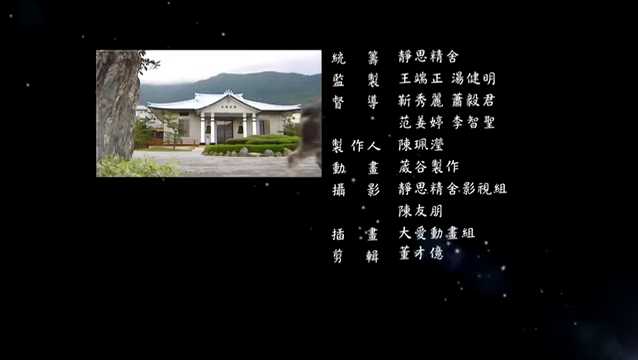 統籌 靜思精舍
監製 王端正 湯健明
督導 靳秀麗 蕭毅君
范姜婷 李智聖
製作人 陳珮瀅
動畫 葳谷製作
攝影 靜思精舍影視組
陳友朋
插畫 大愛動畫組
剪輯 董才億